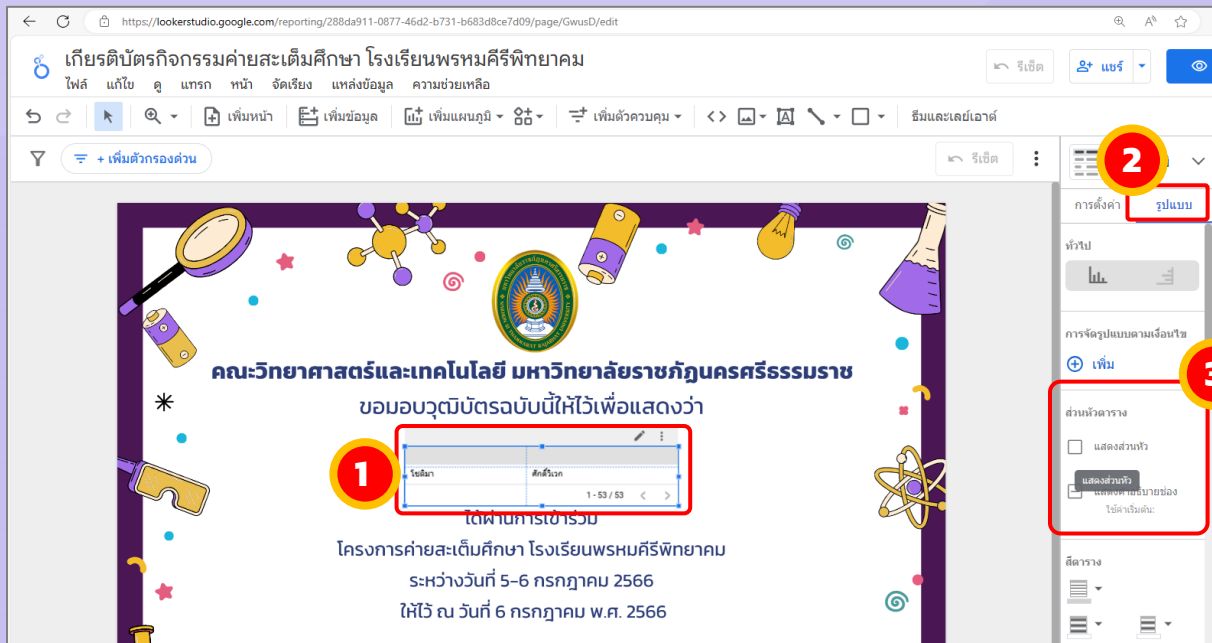 https://lookerstudio.google.com/reporting/288da911-0877-46d2-b731-b683d8ce7d09/page/GwusD/edit
เกียรติบัตรกิจกรรมค่ายสะเต็มศึกษา โรงเรียนพรหมคีรีพิทยาคม
ไฟล์ แก้ไข ดู แทรก หน้า จัดเรียง แหล่งข้อมูล ความช่วยเหลือ
รีเซ็ต แชร์
เพิ่มหน้า เพิ่มข้อมูล เพิ่มแผนภูมิ เพิ่มตัวควบคุม ธีมและเลย์เอาต์
+ เพิ่มตัวกรองด่วน รีเซ็ต
2
การตั้งค่า รูปแบบ
ทั่วไป
การจัดรูปแบบตามเงื่อนไข
เพิ่ม
3
ส่วนหัวตาราง
แสดงส่วนหัว
แสดงส่วนหัว
ใช้ค่าเริ่มต้น:
สีตาราง
คณะวิทยาศาสตร์และเทคโนโลยี มหาวิทยาลัยราชภัฏนครศรีธรรมราช
ขอมอบวุฒิบัตรฉบับนี้ให้ไว้เพื่อแสดงว่า
1
โชติมา ศักดิ์วิเวก
1 - 53 / 53
ได้ผ่านการเข้าร่วม
โครงการค่ายสะเต็มศึกษา โรงเรียนพรหมคีรีพิทยาคม
ระหว่างวันที่ 5-6 กรกฎาคม 2566
ให้ไว้ ณ วันที่ 6 กรกฎาคม พ.ศ. 2566